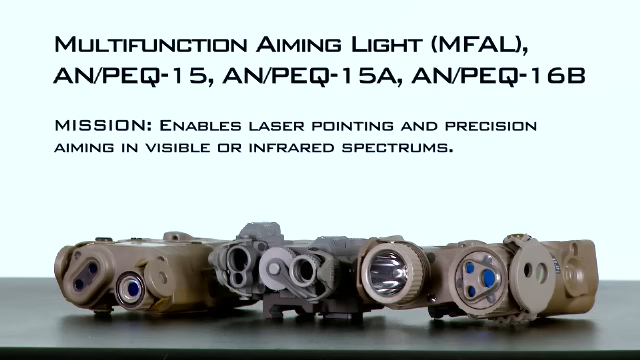 Multifunction Aiming Light (MFAL),
AN/PEQ-15, AN/PEQ-15A, AN/PEQ-16B
MISSION: Enables laser pointing and precision
aiming in visible or infrared spectrums.